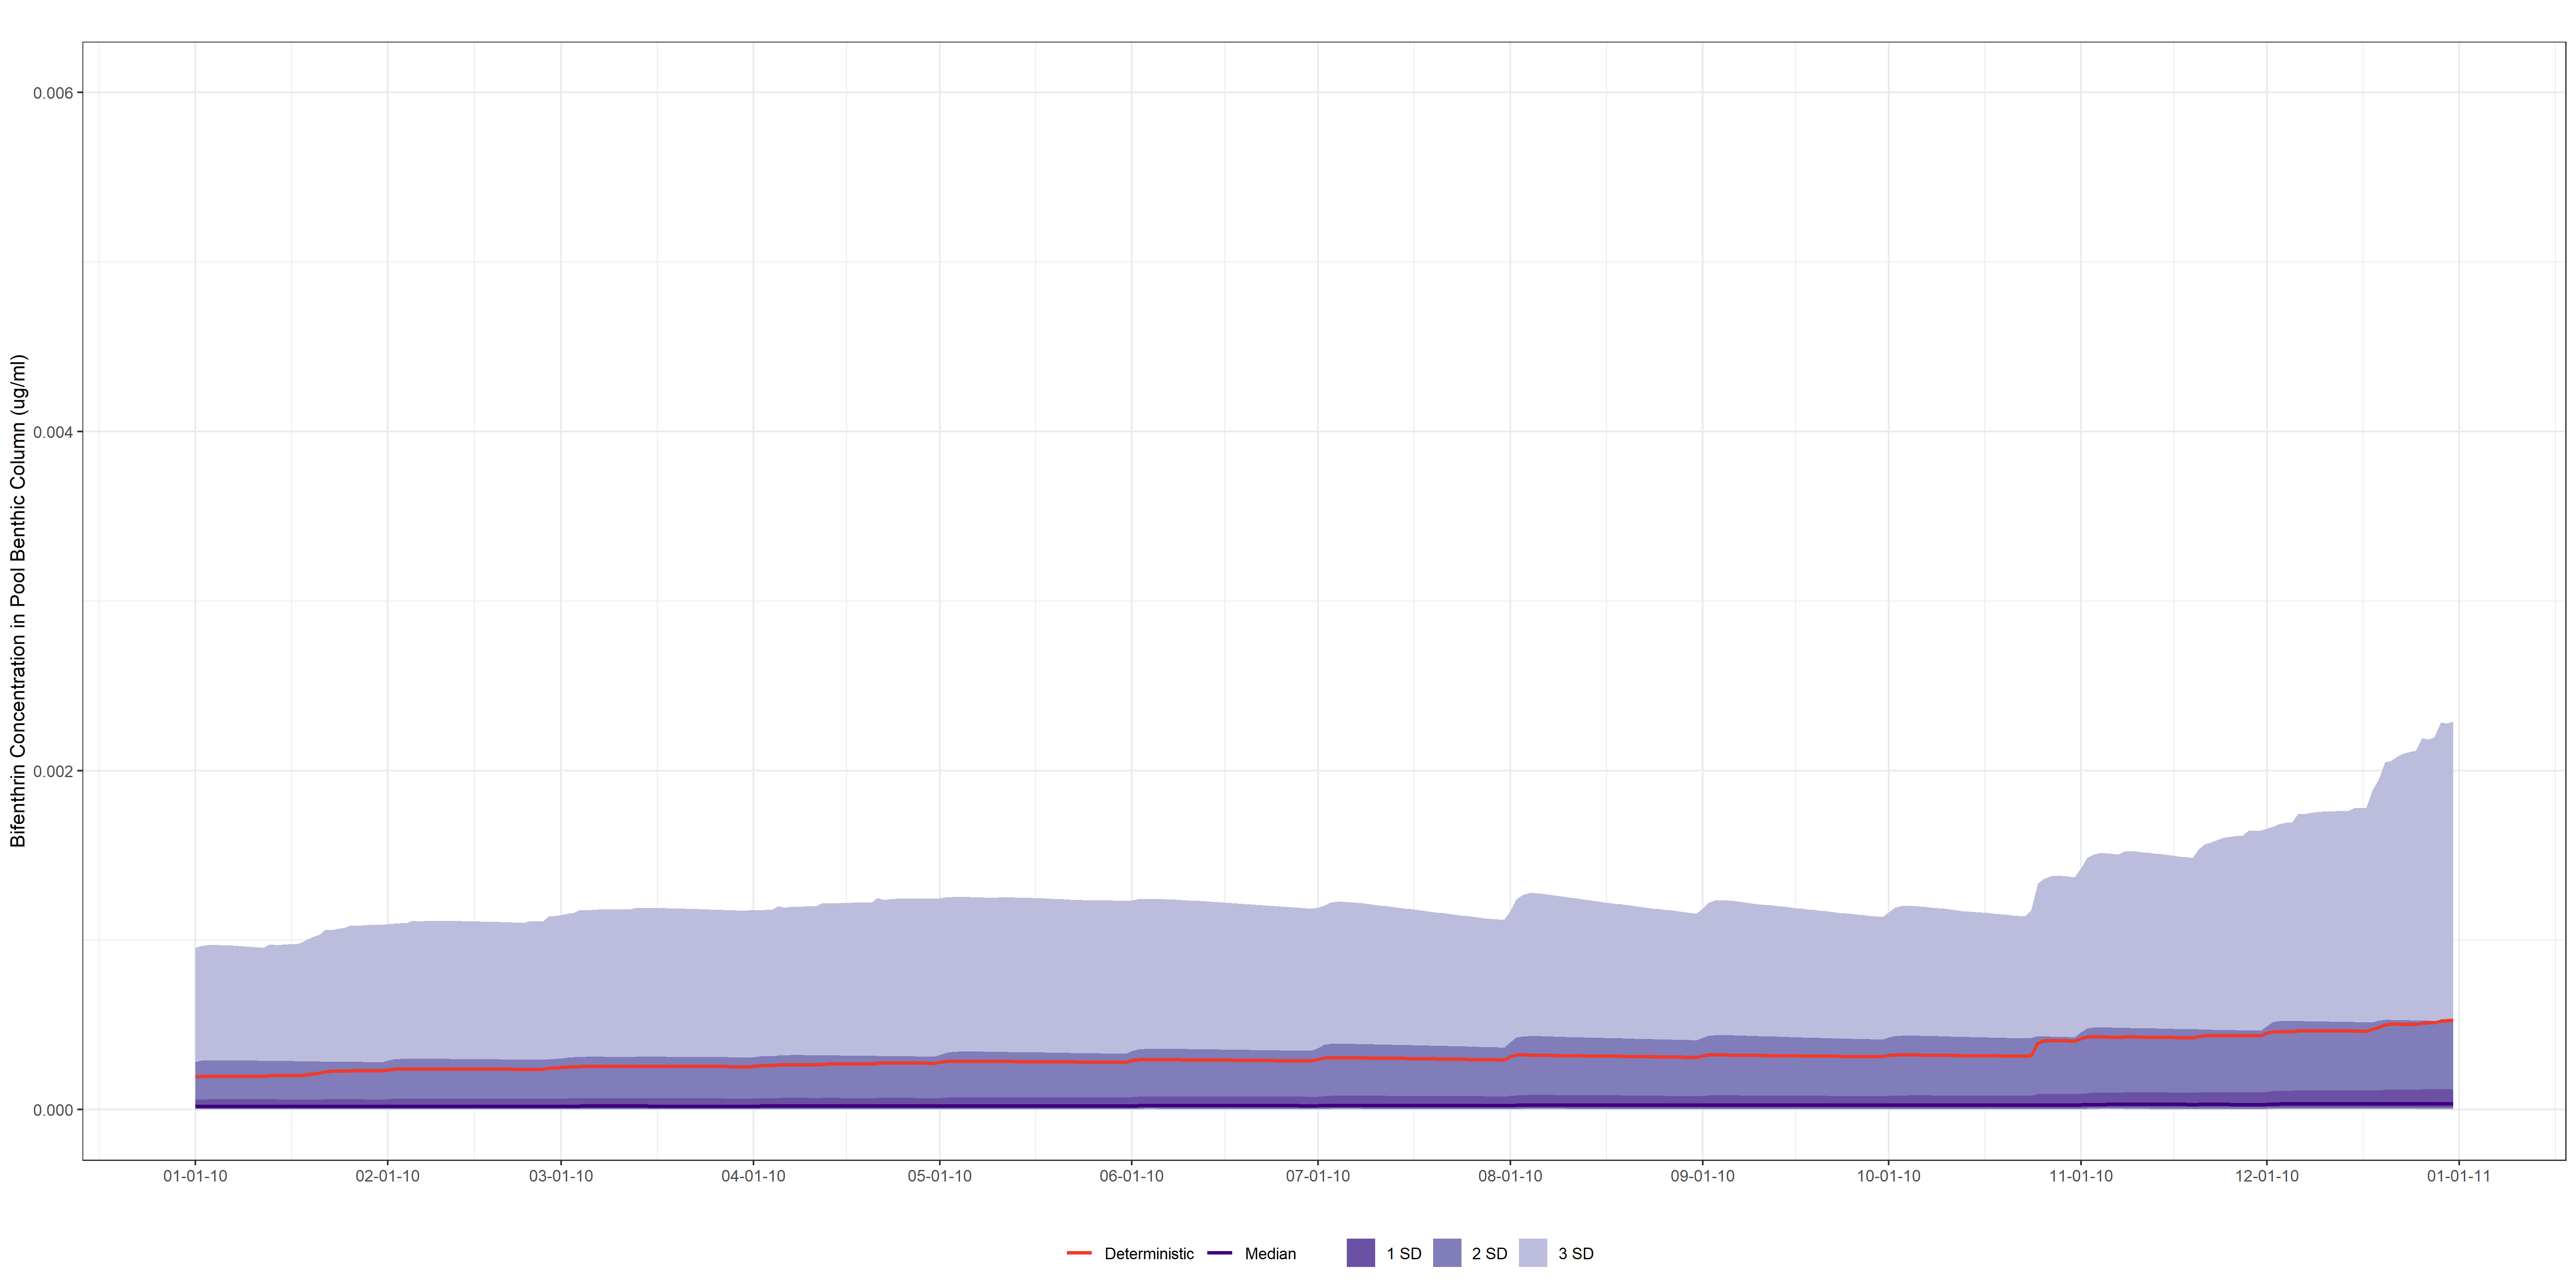 Bifenthrin Concentration in Pool Benthic Column (ug/ml)
0.006
0.004
0.002
0.000
01-01-10 02-01-10 03-01-10 04-01-10 05-01-10 06-01-10 07-01-10 08-01-10 09-01-10 10-01-10 11-01-10 12-01-10 01-01-11
Deterministic Median 1 SD 2 SD 3 SD